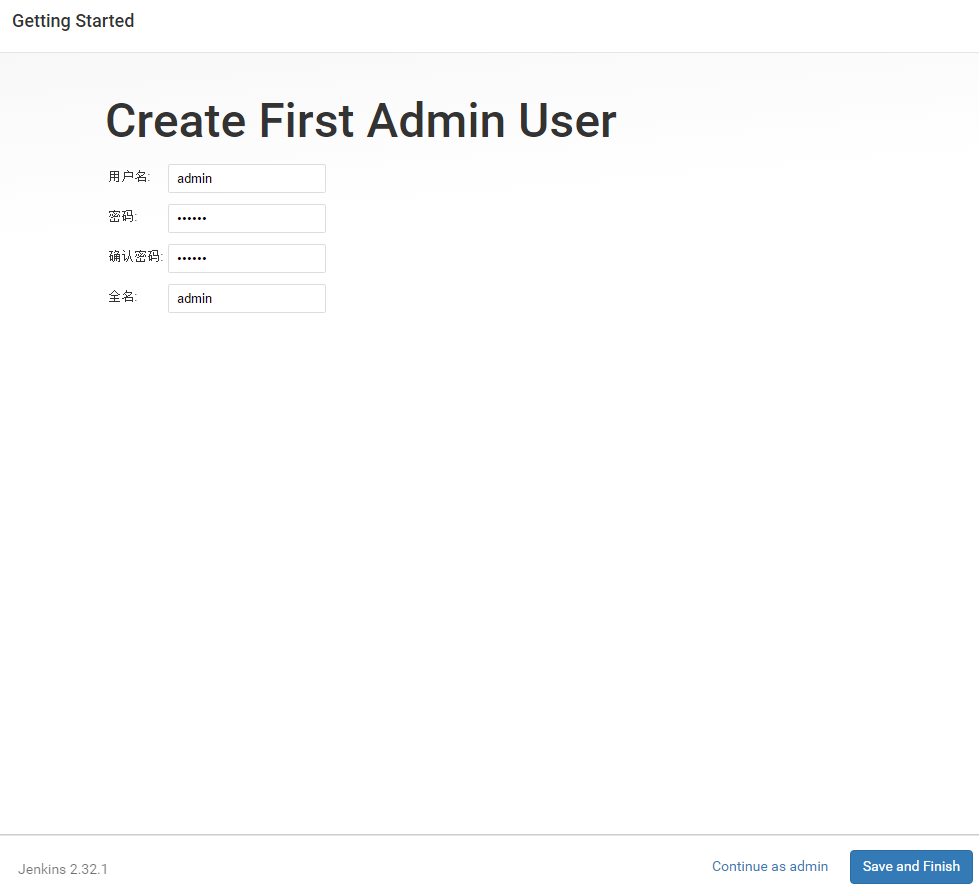 Getting Started
Create First Admin User
用户名: admin
密码: ••••••
确认密码: ••••••
全名: admin
Jenkins 2.32.1 Continue as admin Save and Finish